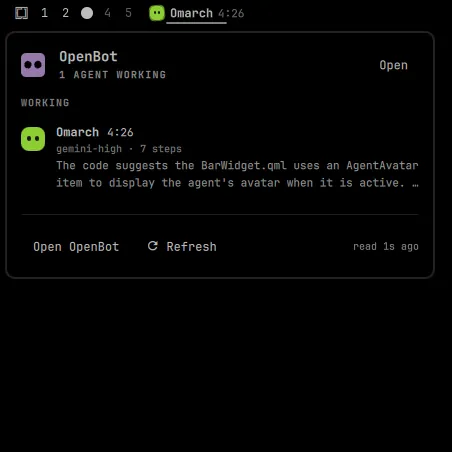 1 2 4 5 Omarch 4:26
OpenBot
1 AGENT WORKING
Open
WORKING
Omarch 4:26
gemini-high · 7 steps
The code suggests the BarWidget.qml uses an AgentAvatar
item to display the agent's avatar when it is active. …
Open OpenBot Refresh read 1s ago